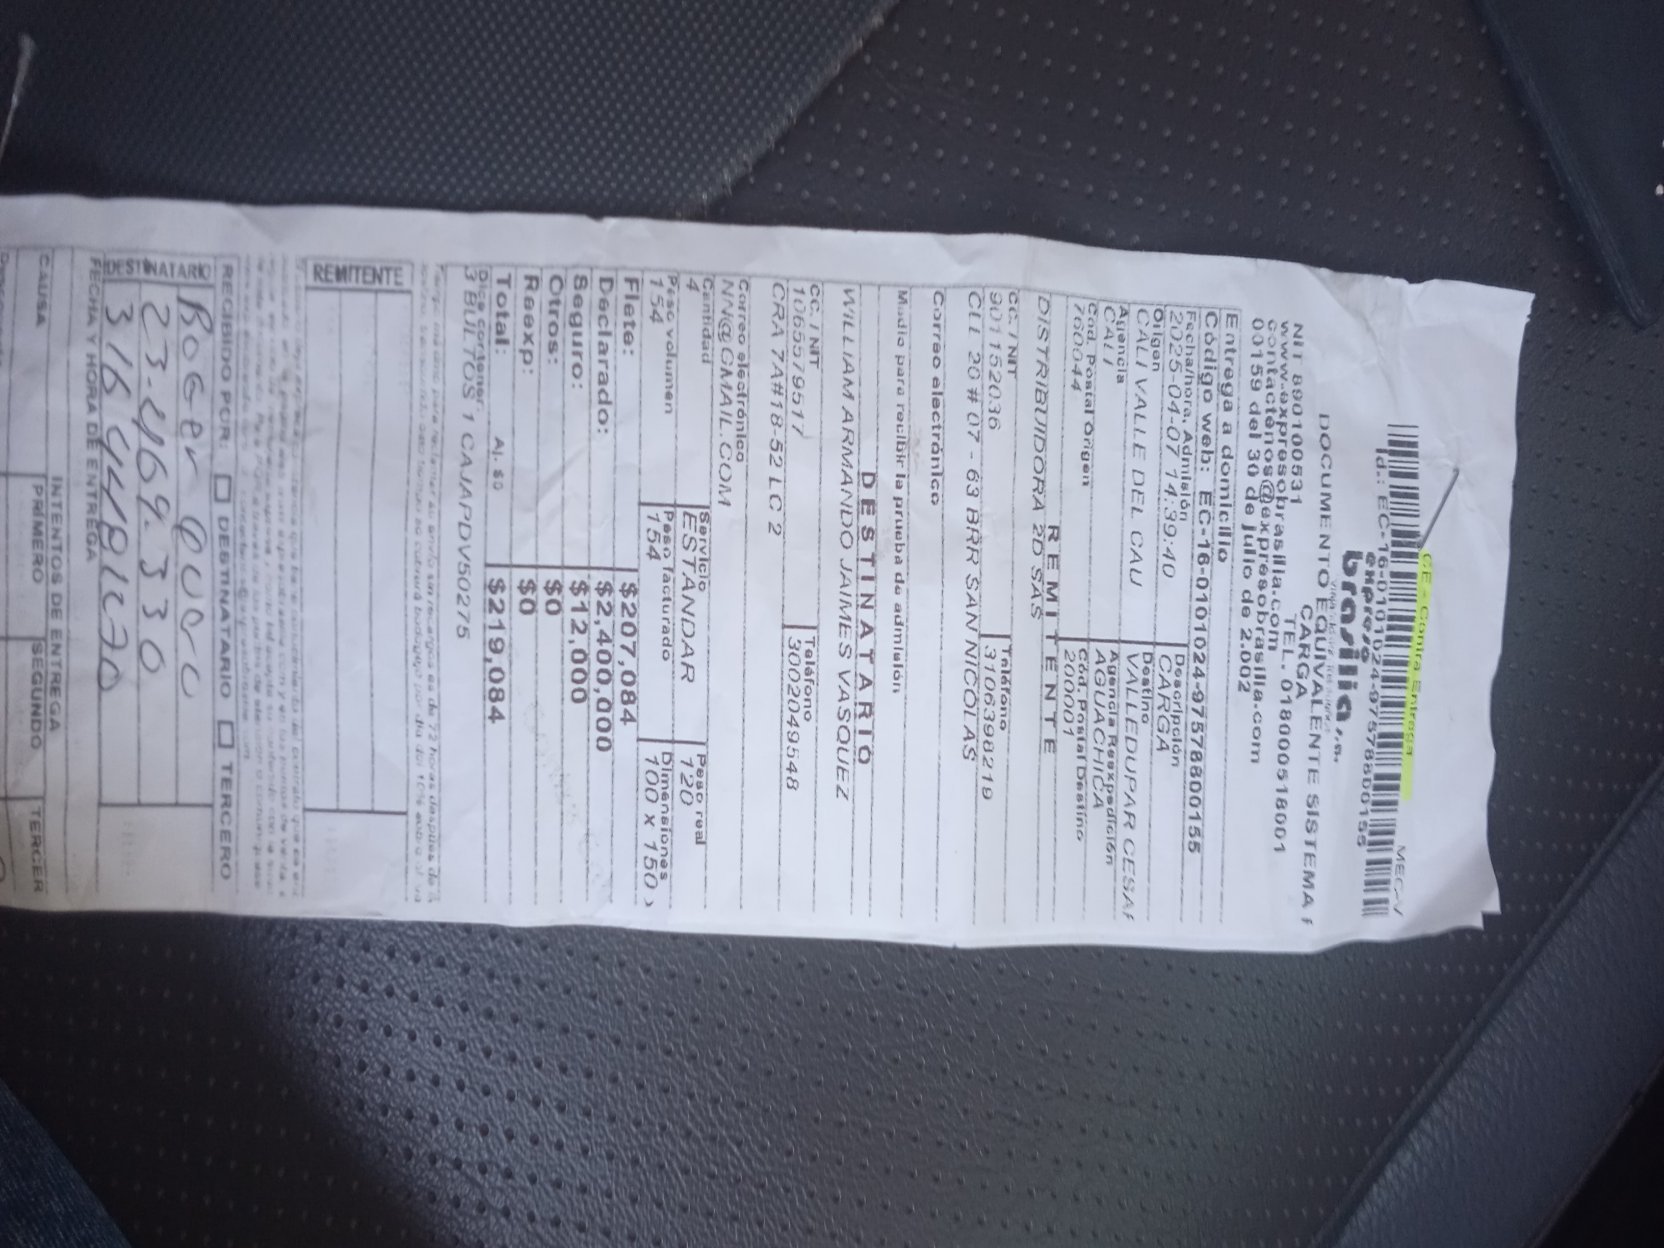 CE - Contra Entrega
MEC-V
Id.: EC-16-0101024-97578800155
expreso
brasilia s.a.
DOCUMENTO EQUIVALENTE SISTEMA P
CARGA
NIT 890100531 TEL. 018000518001
www.expresobrasilia.com
contactenos@expresobrasilia.com
00159 del 30 de julio de 2.002
Entrega a domicilio
Código web: EC-16-0101024-97578800155
Fecha/hora, Admisión Descripción
2025-04-07 14:39:40 CARGA
Origen Destino
CALI VALLE DEL CAU VALLEDUPAR CESAR
Agencia Agencia Reexpedición
CALI AGUACHICA
Cód. Postal Origen Cód. Postal Destino
760044 200001
REMITENTE
DISTRIBUIDORA 2D SAS
CC. / NIT Teléfono
901152036 3106398219
CLL 20 # 07 - 63 BRR SAN NICOLAS
Correo electrónico
Medio para recibir la prueba de admisión
DESTINATARIO
WILLIAM ARMANDO JAIMES VASQUEZ
CC. / NIT Teléfono
1065579517 3002049548
CRA 7A#18-52 LC 2
Correo electrónico
NN@GMAIL.COM
Cantidad Servicio Peso real
4 ESTANDAR 120
Peso volumen Peso facturado Dimensiones
154 154 100 x 150 x
Flete: $207,084
Declarado: $2,400,000
Seguro: $12,000
Otros: $0
Reexp: $0
Total: Aj: $0 $219,084
Dice contener:
3 BULTOS 1 CAJAPDV50275
REMITENTE
RECIBIDO POR: DESTINATARIO TERCERO
DESTINATARIO
23.469.330
FECHA Y HORA DE ENTREGA
INTENTOS DE ENTREGA
CAUSA PRIMERO SEGUNDO TERCER